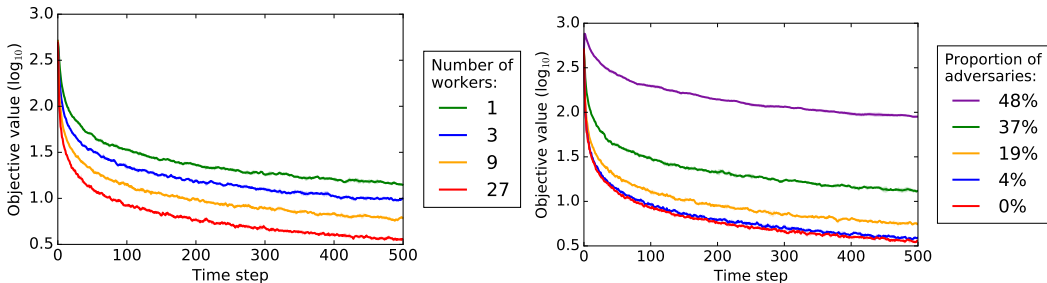 3.0
2.5
2.0
1.5
1.0
0.5
Objective value (log10)
0 100 200 300 400 500
Time step
Number of
workers:
1
3
9
27
3.0
2.5
2.0
1.5
1.0
0.5
Objective value (log10)
0 100 200 300 400 500
Time step
Proportion of
adversaries:
48%
37%
19%
4%
0%